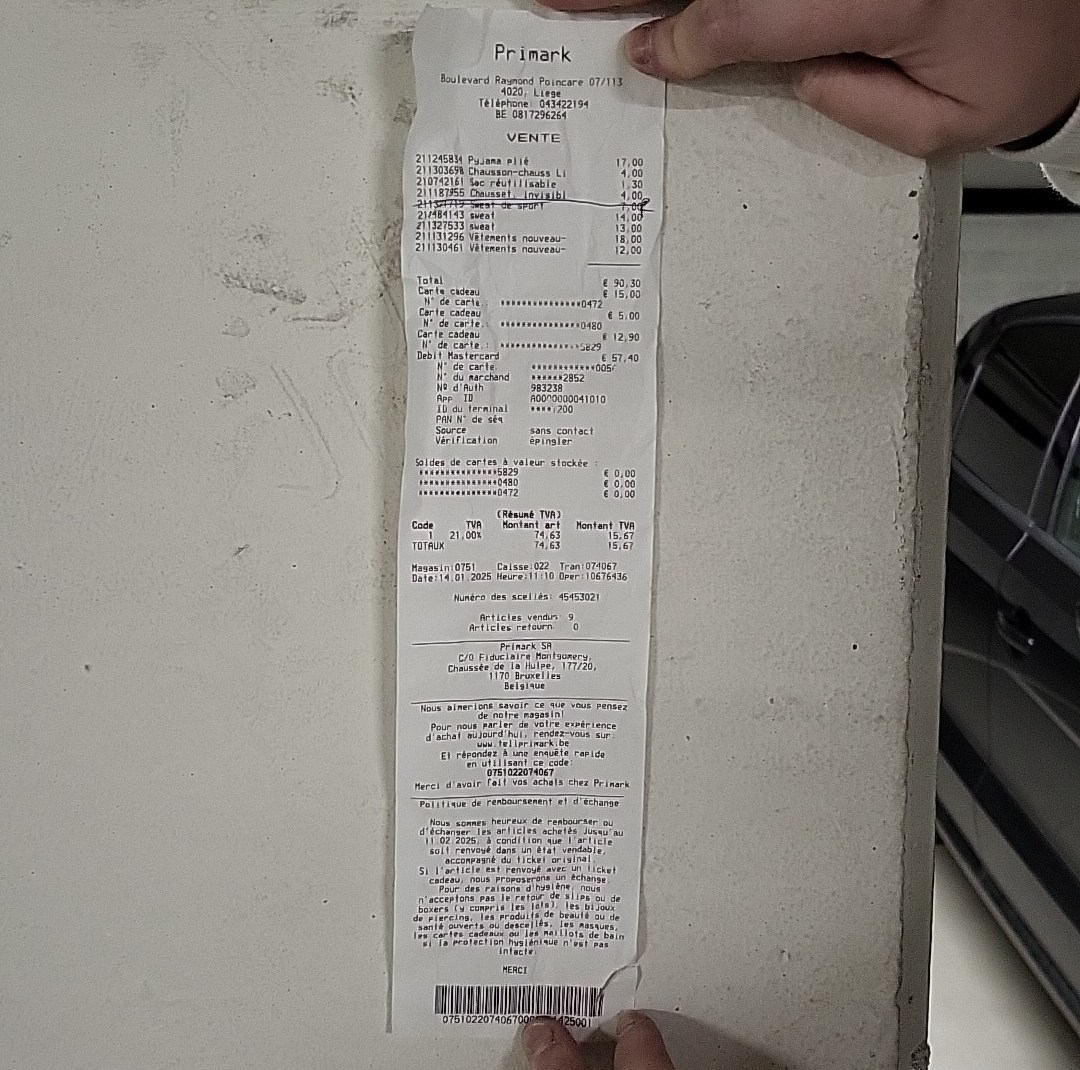 Primark
Boulevard Raymond Poincare 07/113
4020, Liege
Téléphone: 043422194
BE 0817296264
VENTE
211245834 Pyjama plié 17,00
211303698 Chausson-chauss Li 4,00
210742161 Sac réutilisable 1,30
211187955 Chausset. invisibl 4,00
sweat de sport 7,00
217484143 sweat 14,00
211327533 sweat 13,00
211131296 Vêtements nouveau- 18,00
211130461 Vêtements nouveau- 12,00
Total € 90,30
Carte cadeau € 15,00
N° de carte.: ***************0472
Carte cadeau € 5,00
N° de carte.: ***************0480
Carte cadeau € 12,90
N° de carte.: ***************5829
Debit Mastercard € 57,40
N° de carte
N° du marchand ******2852
Nº d'Auth 983238
App. ID A0000000041010
ID du terminal ****1200
PAN N° de séq
Source sans contact
Vérification épingler
Soldes de cartes à valeur stockée :
***************5829 € 0,00
***************0480 € 0,00
***************0472 € 0,00
(Résumé TVA)
Code TVA Montant art Montant TVA
1 21,00% 74,63 15,67
TOTAUX 74,63 15,67
Magasin:0751 Caisse:022 Tran:074067
Date:14.01.2025 Heure:11:10 Oper:10676436
Numéro des scellés: 45453021
Articles vendus 9
Articles retourn. 0
Primark SA
C/O Fiduciaire Montgomery,
Chaussée de la Hulpe, 177/20,
1170 Bruxelles
Belgique
Nous aimerions savoir ce que vous pensez
de notre magasin!
Pour nous parler de votre expérience
d'achat aujourd'hui, rendez-vous sur:
www.tellprimark.be
Et répondez à une enquête rapide
en utilisant ce code:
0751022074067
Merci d'avoir fait vos achats chez Primark
Politique de remboursement et d'échange
Nous sommes heureux de rembourser ou
d'échanger les articles achetés jusqu'au
11.02.2025, à condition que l'article
soit renvoyé dans un état vendable,
accompagné du ticket original.
Si l'article est renvoyé avec un ticket
cadeau, nous proposerons un échange.
Pour des raisons d'hygiène, nous
n'acceptons pas le retour de slips ou de
boxers (y compris les lots), les bijoux
de piercing, les produits de beauté ou de
santé ouverts ou descellés, les masques,
les cartes cadeaux ou les maillots de bain
si la protection hygiénique n'est pas
intacte.
MERCI